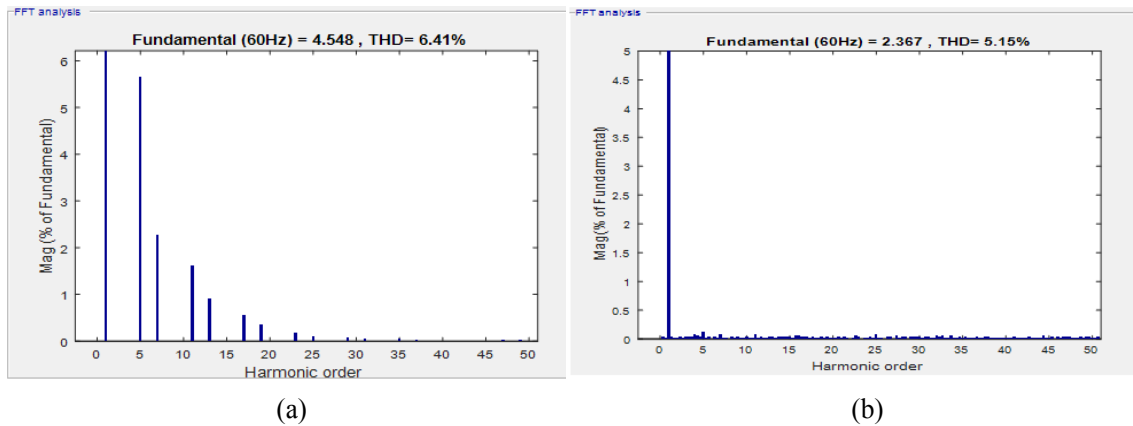 FFT analysis
Fundamental (60Hz) = 4.548 , THD= 6.41%
6
5
4
3
2
1
0
Mag (% of Fundamental)
0 5 10 15 20 25 30 35 40 45 50
Harmonic order
(a)
FFT analysis
Fundamental (60Hz) = 2.367 , THD= 5.15%
5
4.5
4
3.5
3
2.5
2
1.5
1
0.5
0
Mag(% of Fundamental)
0 5 10 15 20 25 30 35 40 45 50
Harmonic order
(b)